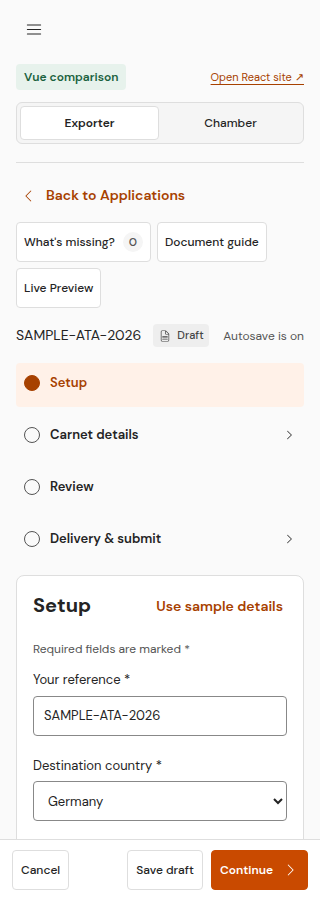 Vue comparison
Open React site ↗
Exporter
Chamber
Back to Applications
What's missing? 0
Document guide
Live Preview
SAMPLE-ATA-2026
Draft
Autosave is on
Setup
Carnet details
Review
Delivery & submit
Setup
Use sample details
Required fields are marked *
Your reference *
SAMPLE-ATA-2026
Destination country *
Germany
Cancel
Save draft
Continue